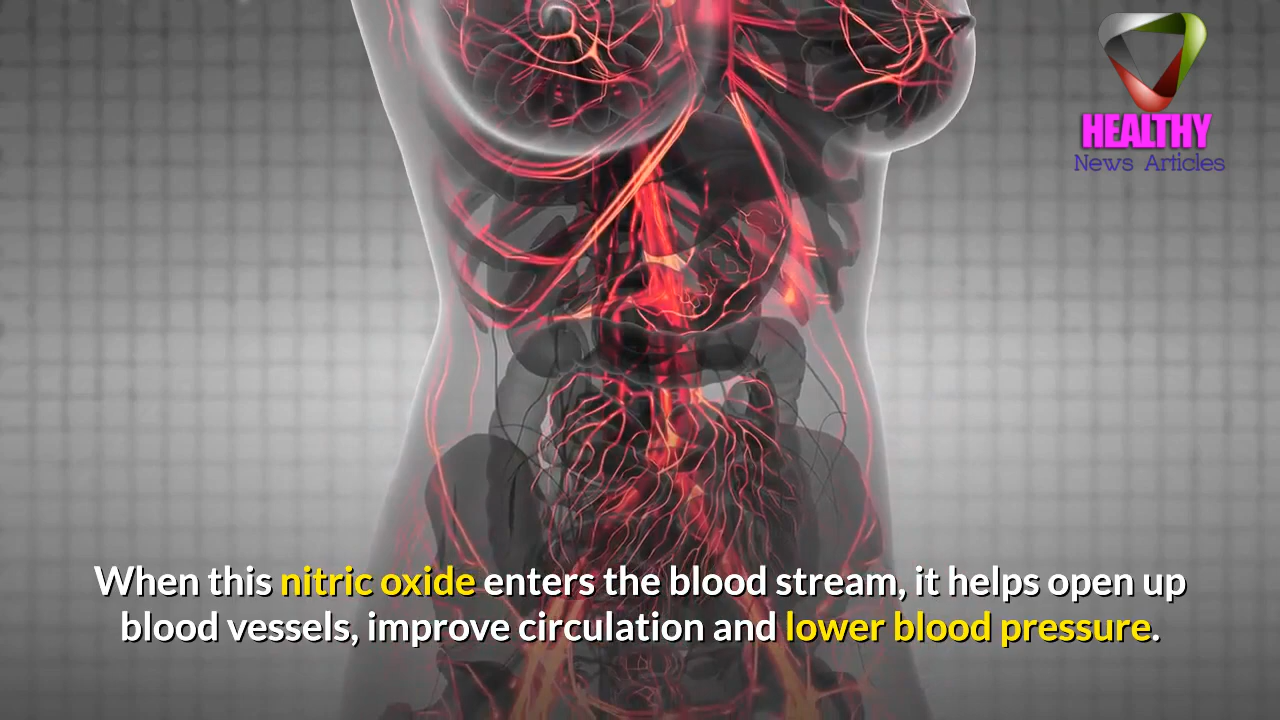 HEALTHY
News Articles
When this nitric oxide enters the blood stream, it helps open up
blood vessels, improve circulation and lower blood pressure.